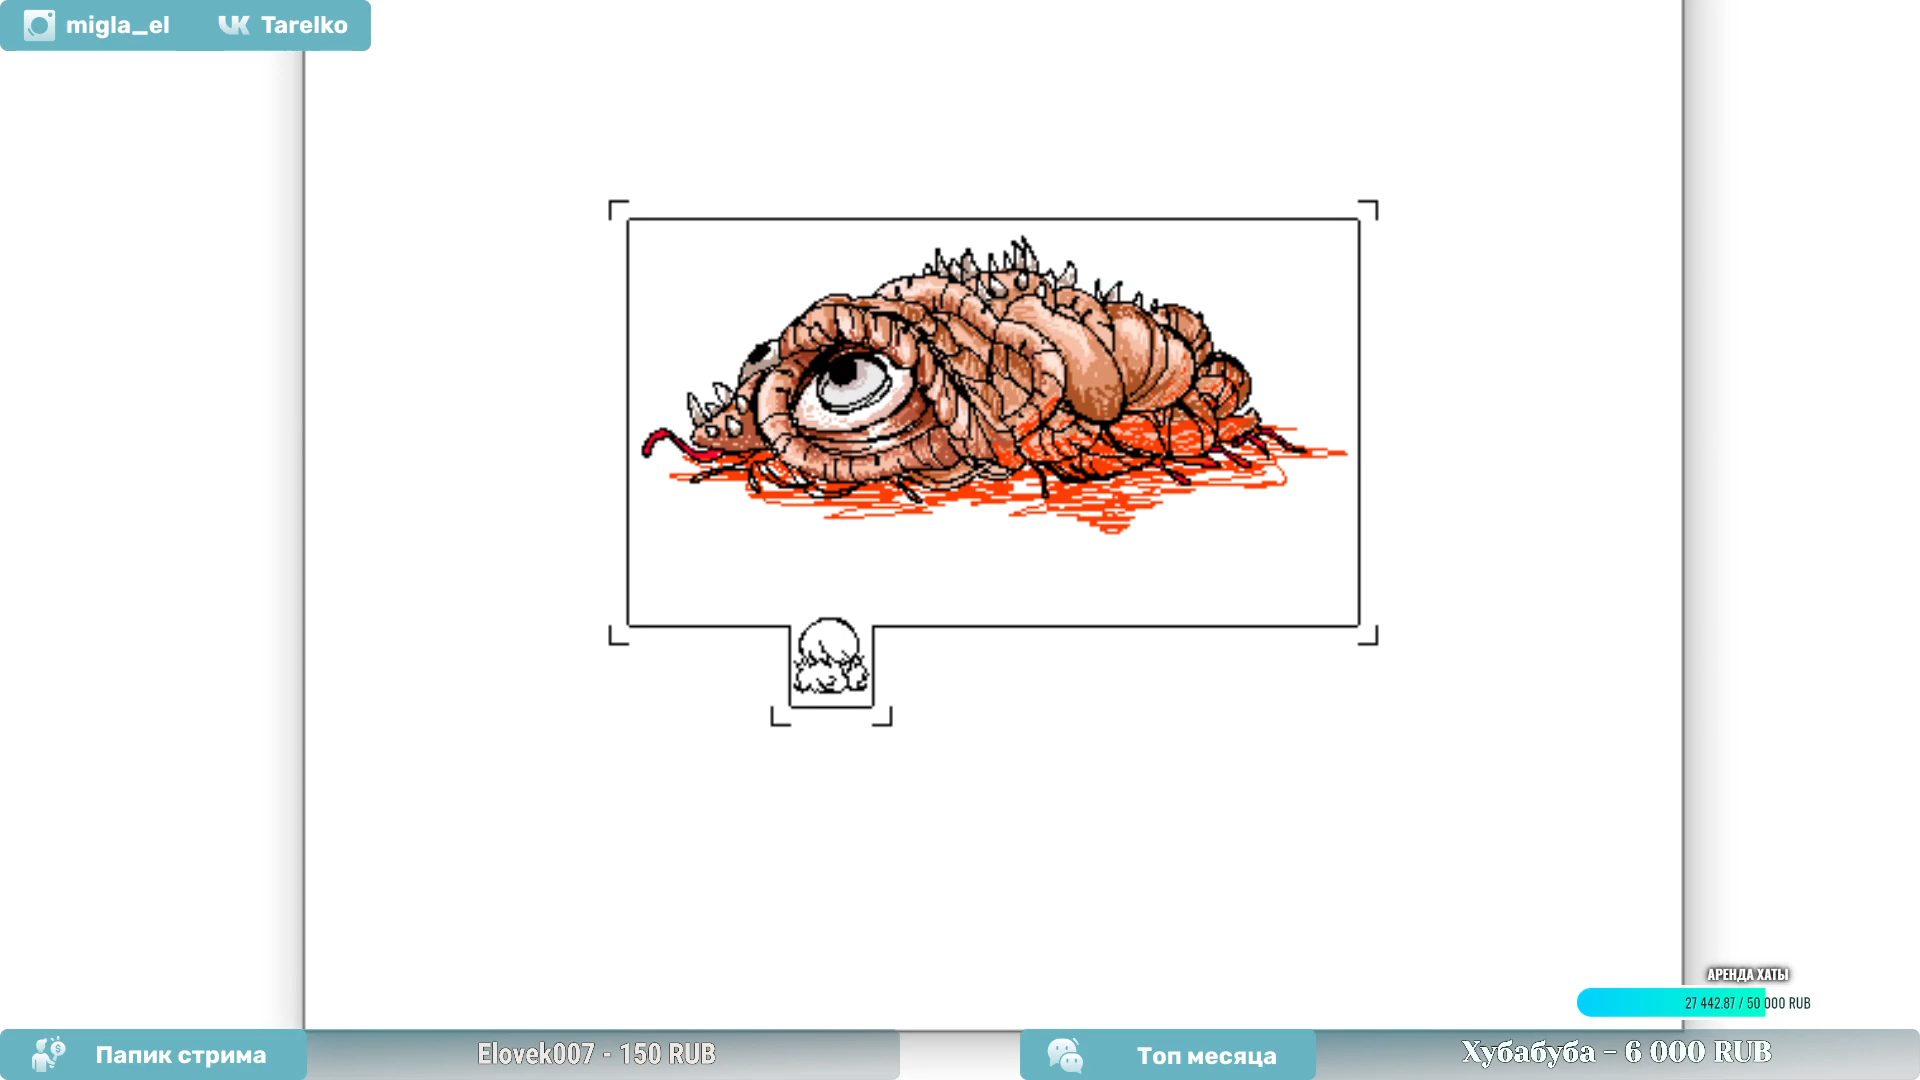 migla_el
VK Tarelko
АРЕНДА ХАТЫ
27 442.87 / 50 000 RUB
Папик стрима
Elovek007 - 150 RUB
Топ месяца
Хубабуба - 6 000 RUB